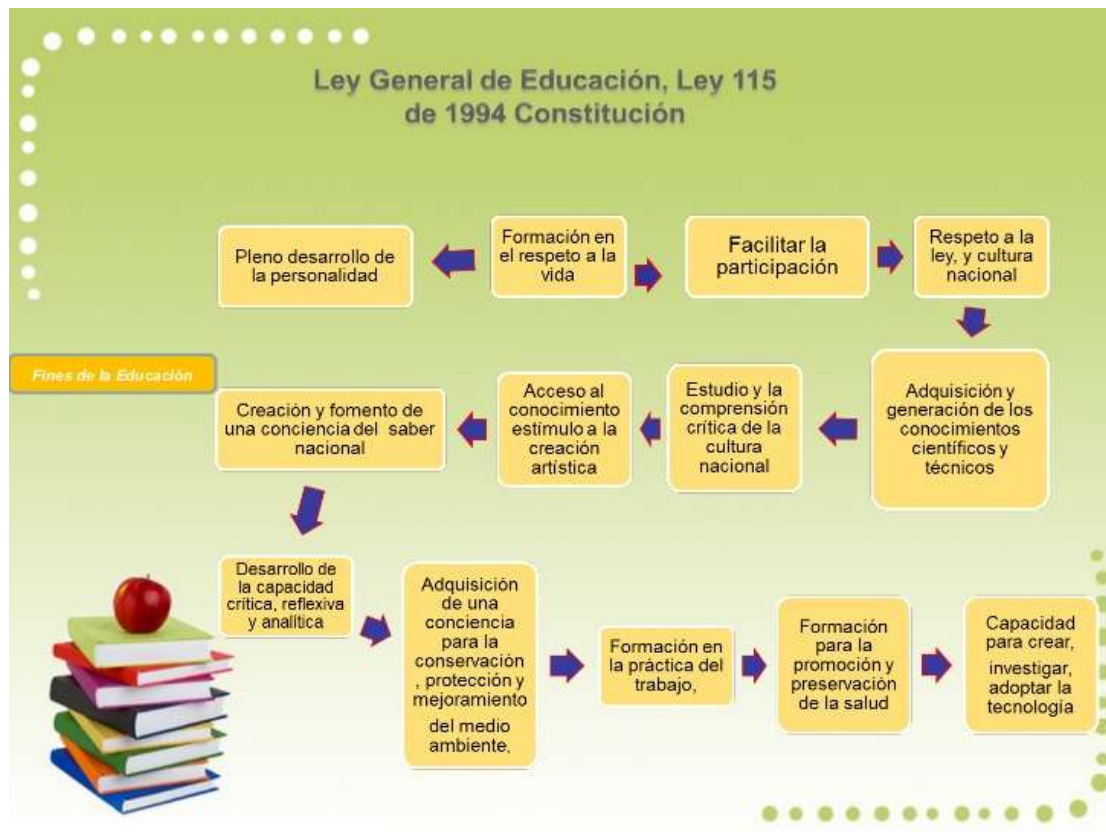 Ley General de Educación, Ley 115
de 1994 Constitución
Pleno desarrollo de
la personalidad
Formación en
el respeto a la
vida
Facilitar la
participación
Respeto a la
ley, y cultura
nacional
Fines de la Educación
Creación y fomento de
una conciencia del saber
nacional
Acceso al
conocimiento
estímulo a la
creación
artística
Estudio y la
comprensión
crítica de la
cultura
nacional
Adquisición y
generación de los
conocimientos
científicos y
técnicos
Desarrollo de
la capacidad
crítica, reflexiva
y analítica
Adquisición
de una
conciencia
para la
conservación
, protección y
mejoramiento
del medio
ambiente,
Formación en
la práctica del
trabajo,
Formación
para la
promoción y
preservación
de la salud
Capacidad
para crear,
investigar,
adoptar la
tecnología